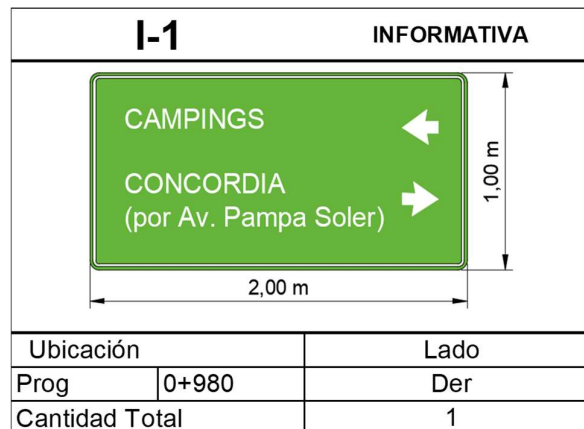 I-1 INFORMATIVA
CAMPINGS
CONCORDIA
(por Av. Pampa Soler)
1,00 m
2,00 m
Ubicación Lado
Prog 0+980 Der
Cantidad Total 1